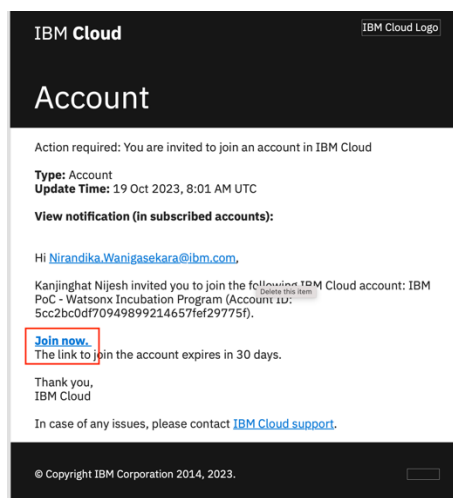 IBM Cloud
IBM Cloud Logo
Account
Action required: You are invited to join an account in IBM Cloud
Type: Account
Update Time: 19 Oct 2023, 8:01 AM UTC
View notification (in subscribed accounts):
Hi Nirandika.Wanigasekara@ibm.com,
Kanjinghat Nijesh invited you to join the following IBM Cloud account: IBM
Delete this item
PoC - Watsonx Incubation Program (Account ID:
5cc2bc0df70949899214657fef29775f).
Join now.
The link to join the account expires in 30 days.
Thank you,
IBM Cloud
In case of any issues, please contact IBM Cloud support.
© Copyright IBM Corporation 2014, 2023.